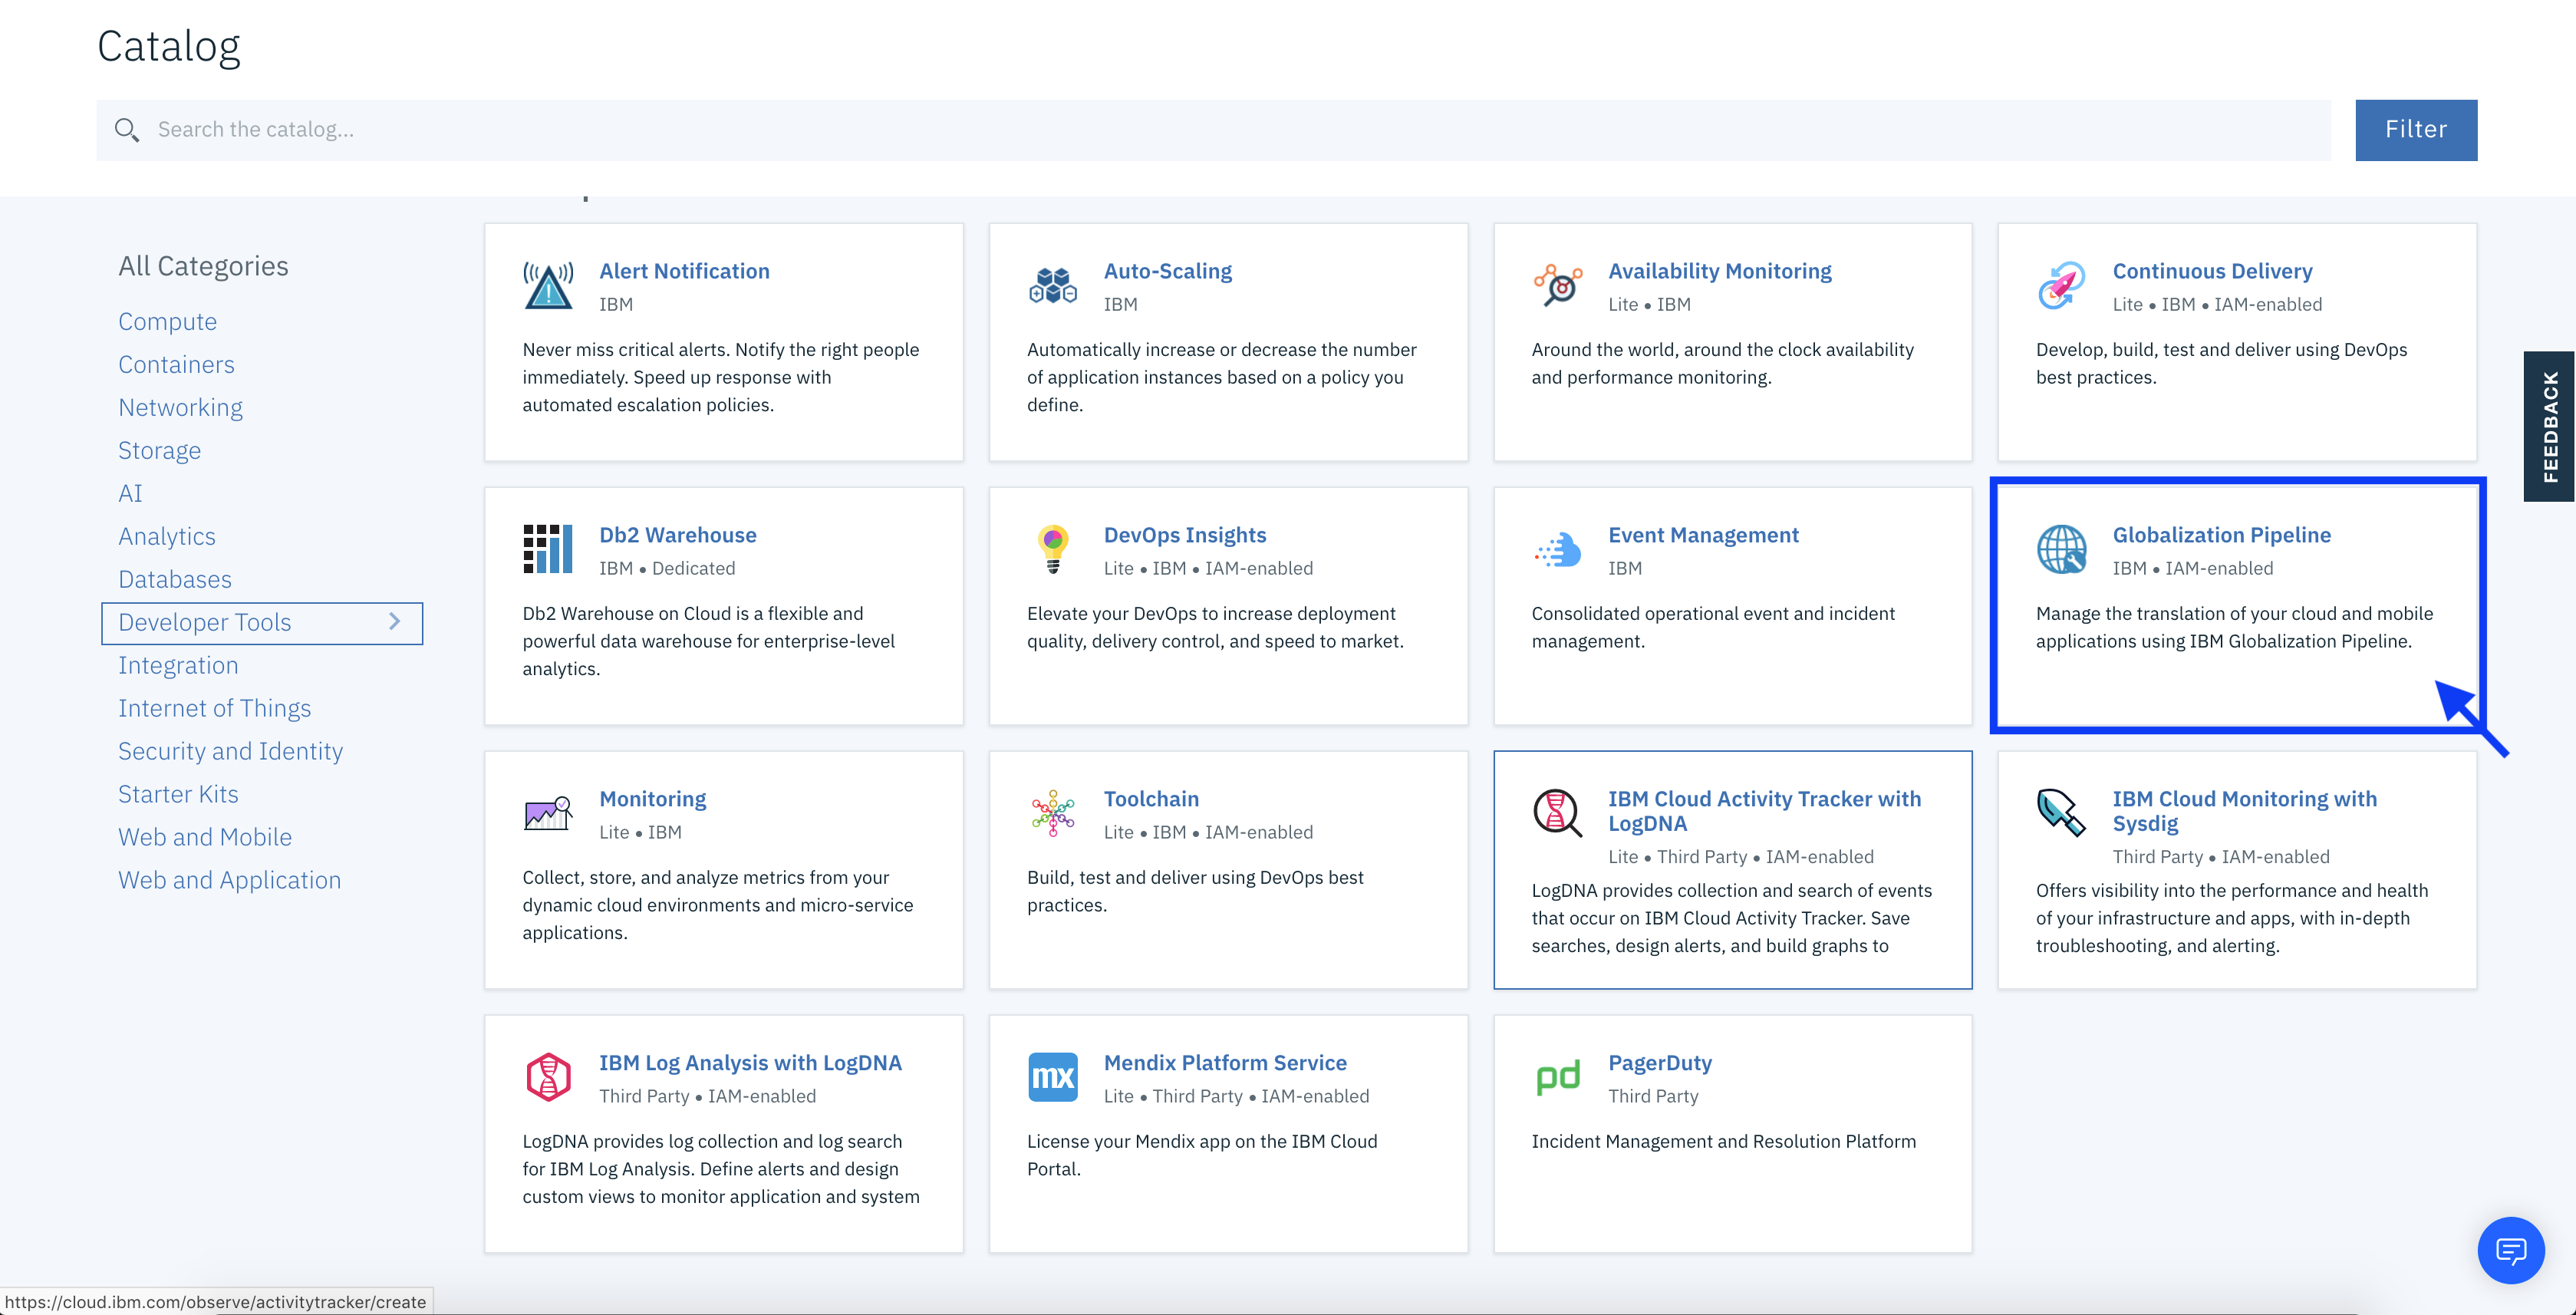 Catalog
Search the catalog...
Filter
All Categories
Compute
Containers
Networking
Storage
AI
Analytics
Databases
Developer Tools
Integration
Internet of Things
Security and Identity
Starter Kits
Web and Mobile
Web and Application
Alert Notification
IBM
Never miss critical alerts. Notify the right people
immediately. Speed up response with
automated escalation policies.
Auto-Scaling
IBM
Automatically increase or decrease the number
of application instances based on a policy you
define.
Availability Monitoring
Lite • IBM
Around the world, around the clock availability
and performance monitoring.
Continuous Delivery
Lite • IBM • IAM-enabled
Develop, build, test and deliver using DevOps
best practices.
Db2 Warehouse
IBM • Dedicated
Db2 Warehouse on Cloud is a flexible and
powerful data warehouse for enterprise-level
analytics.
DevOps Insights
Lite • IBM • IAM-enabled
Elevate your DevOps to increase deployment
quality, delivery control, and speed to market.
Event Management
IBM
Consolidated operational event and incident
management.
Globalization Pipeline
IBM • IAM-enabled
Manage the translation of your cloud and mobile
applications using IBM Globalization Pipeline.
Monitoring
Lite • IBM
Collect, store, and analyze metrics from your
dynamic cloud environments and micro-service
applications.
Toolchain
Lite • IBM • IAM-enabled
Build, test and deliver using DevOps best
practices.
IBM Cloud Activity Tracker with
LogDNA
Lite • Third Party • IAM-enabled
LogDNA provides collection and search of events
that occur on IBM Cloud Activity Tracker. Save
searches, design alerts, and build graphs to
IBM Cloud Monitoring with
Sysdig
Third Party • IAM-enabled
Offers visibility into the performance and health
of your infrastructure and apps, with in-depth
troubleshooting, and alerting.
IBM Log Analysis with LogDNA
Third Party • IAM-enabled
LogDNA provides log collection and log search
for IBM Log Analysis. Define alerts and design
custom views to monitor application and system
mx
Mendix Platform Service
Lite • Third Party • IAM-enabled
License your Mendix app on the IBM Cloud
Portal.
pd
PagerDuty
Third Party
Incident Management and Resolution Platform
FEEDBACK
https://cloud.ibm.com/observe/activitytracker/create